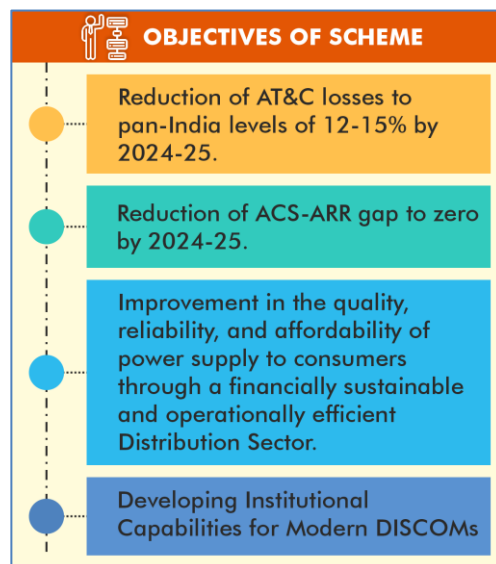 OBJECTIVES OF SCHEME
Reduction of AT&C losses to
pan-India levels of 12-15% by
2024-25.
Reduction of ACS-ARR gap to zero
by 2024-25.
Improvement in the quality,
reliability, and affordability of
power supply to consumers
through a financially sustainable
and operationally efficient
Distribution Sector.
Developing Institutional
Capabilities for Modern DISCOMs